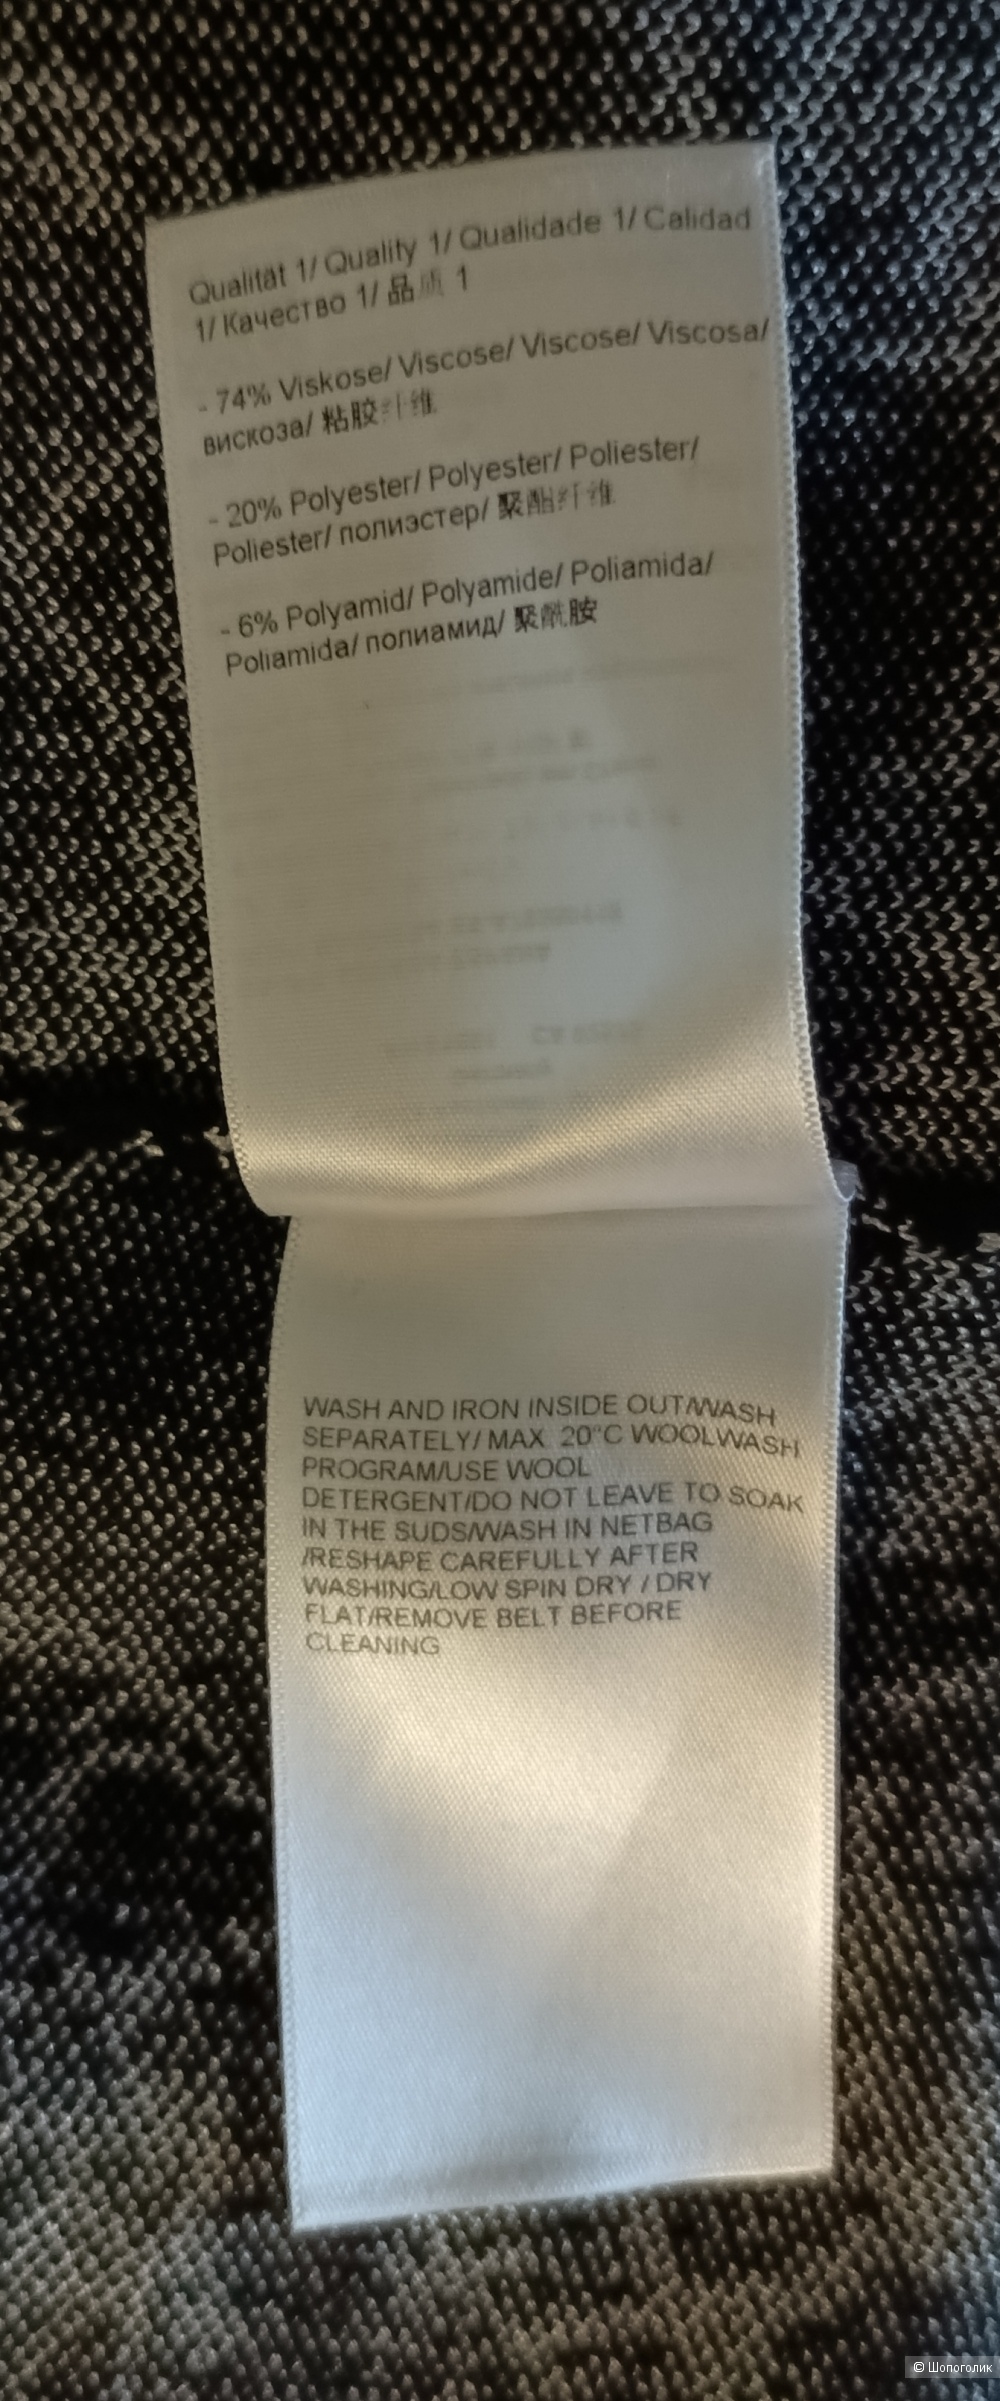 Qualität 1/ Quality 1/ Qualidade 1/ Calidad
1/ Качество 1/ 品质 1
- 74% Viskose/ Viscose/ Viscose/ Viscosa/
вискоза/ 粘胶纤维
- 20% Polyester/ Polyester/ Poliester/
Poliester/ полиэстер/ 聚酯纤维
- 6% Polyamid/ Polyamide/ Poliamida/
Poliamida/ полиамид/ 聚酰胺
WASH AND IRON INSIDE OUT/WASH
SEPARATELY/ MAX 20°C WOOLWASH
PROGRAM/USE WOOL
DETERGENT/DO NOT LEAVE TO SOAK
IN THE SUDS/WASH IN NETBAG
/RESHAPE CAREFULLY AFTER
WASHING/LOW SPIN DRY / DRY
FLAT/REMOVE BELT BEFORE
CLEANING
© Шопоголик